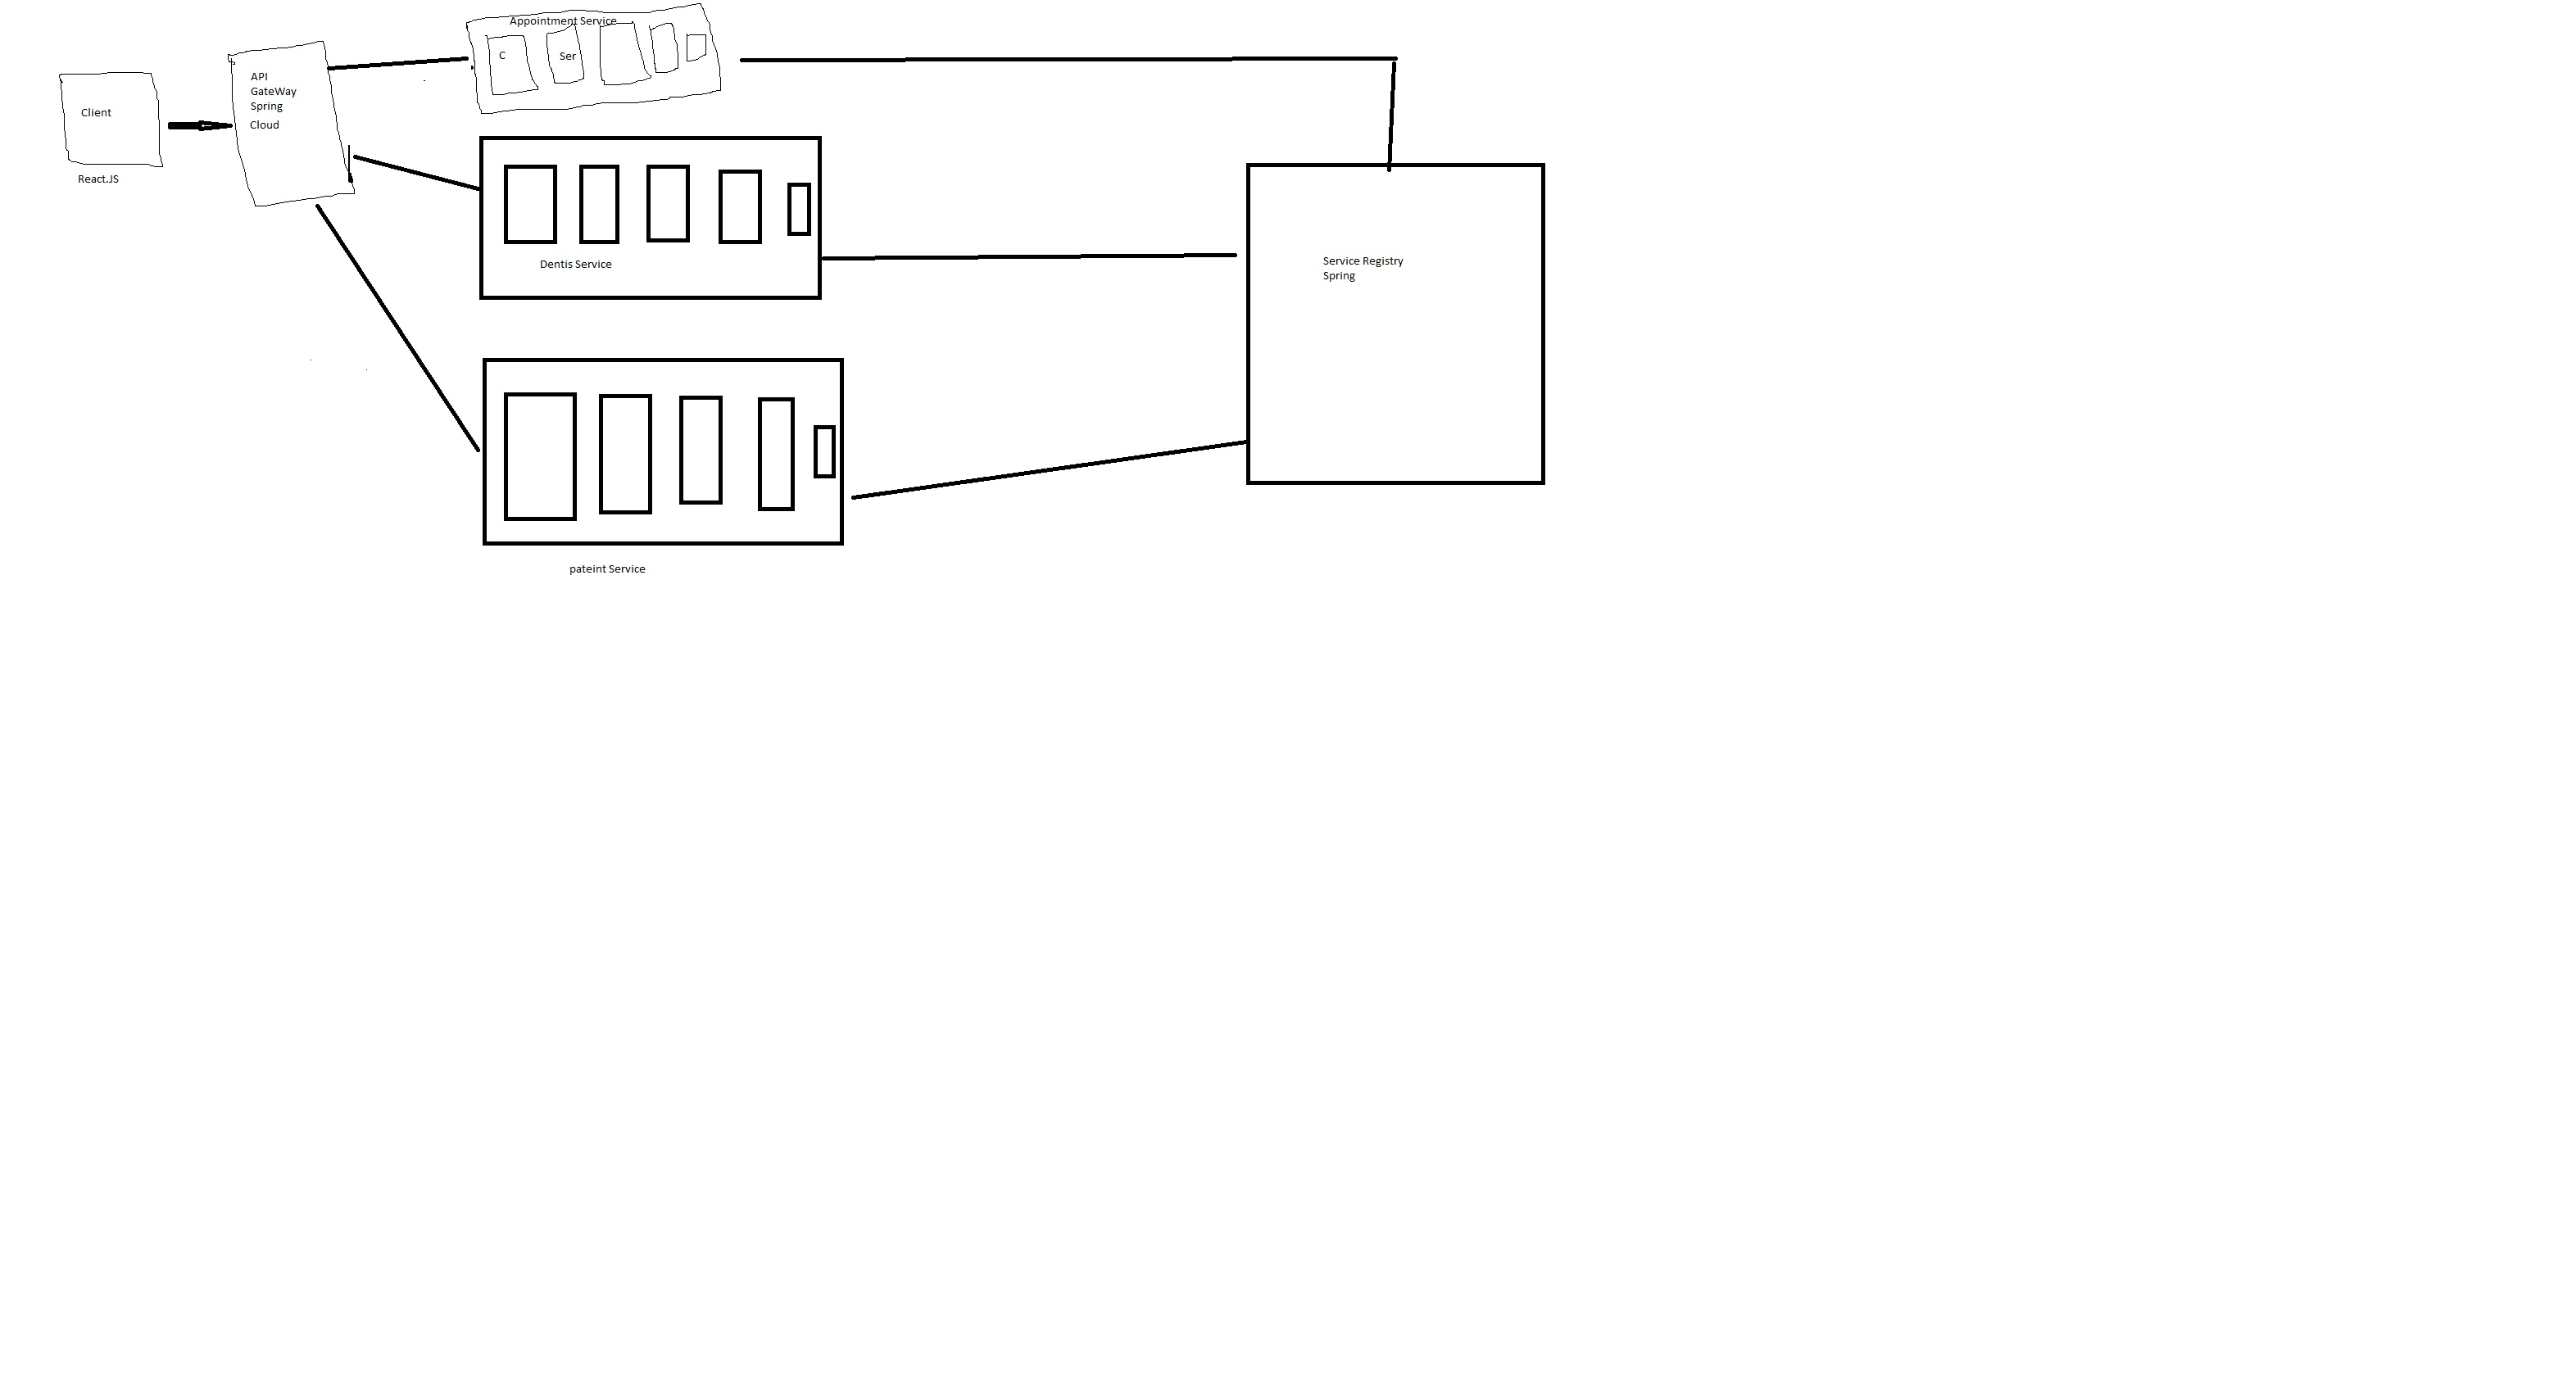 Client
React.JS
API
GateWay
Spring
Cloud
Appointment Service
C
Ser
Dentis Service
pateint Service
Service Registry
Spring